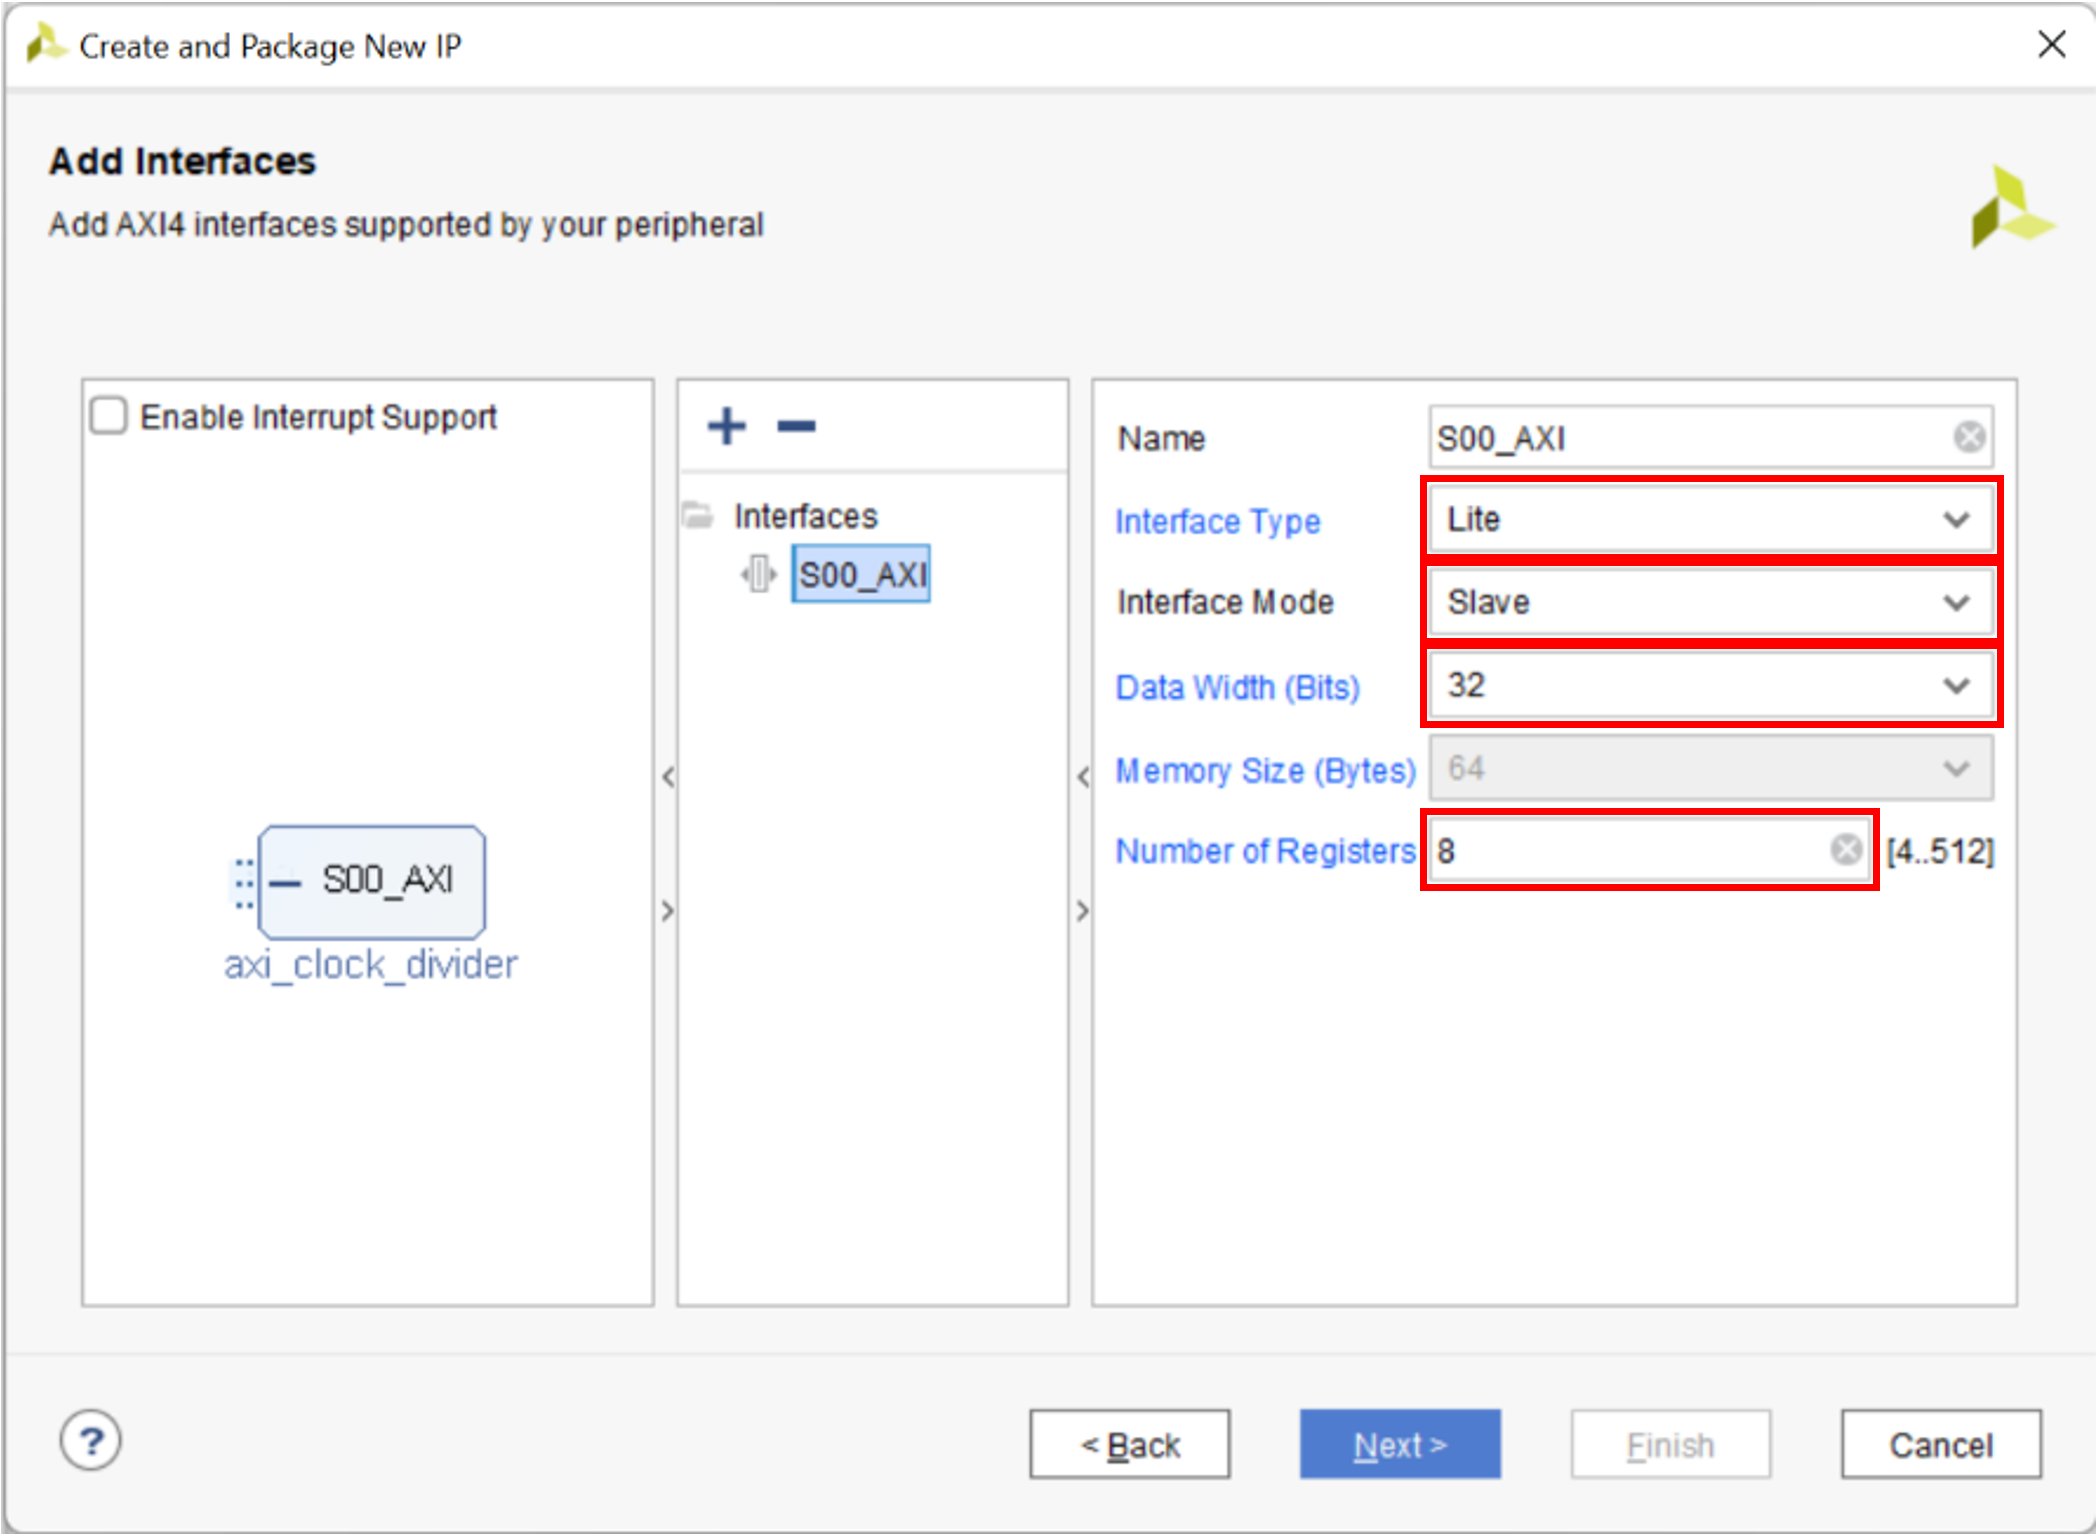 Create and Package New IP
Add Interfaces
Add AXI4 interfaces supported by your peripheral
Enable Interrupt Support
S00_AXI
axi_clock_divider
Interfaces
S00_AXI
Name S00_AXI
Interface Type Lite
Interface Mode Slave
Data Width (Bits) 32
Memory Size (Bytes) 64
Number of Registers 8 [4..512]
?
< Back
Next >
Finish
Cancel